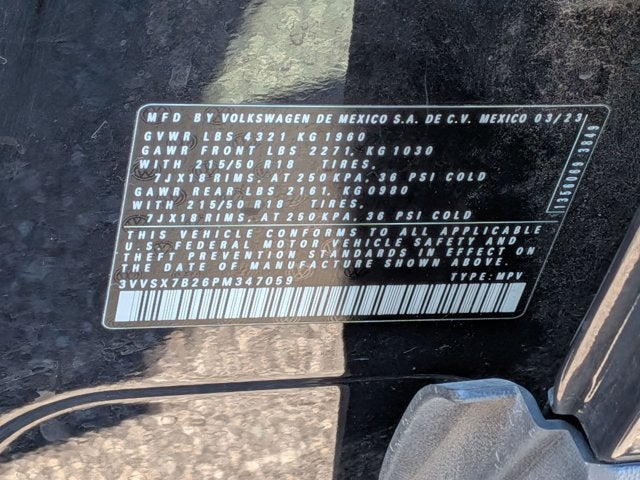 MFD BY VOLKSWAGEN DE MEXICO S.A. DE C.V. MEXICO 03/23
GVWR LBS 4321 KG 1960
GAWR FRONT LBS 2271, KG 1030
WITH 215/50 R18 TIRES,
7JX18 RIMS, AT 250 KPA, 36 PSI COLD
GAWR REAR LBS 2161, KG 0980
WITH 215/50 R18 TIRES,
7JX18 RIMS, AT 250 KPA, 36 PSI COLD
THIS VEHICLE CONFORMS TO ALL APPLICABLE
U.S. FEDERAL MOTOR VEHICLE SAFETY AND
THEFT PREVENTION STANDARDS IN EFFECT ON
THE DATE OF MANUFACTURE SHOWN ABOVE.
3VVSX7B26PM347059 TYPE: MPV
1358069 3849